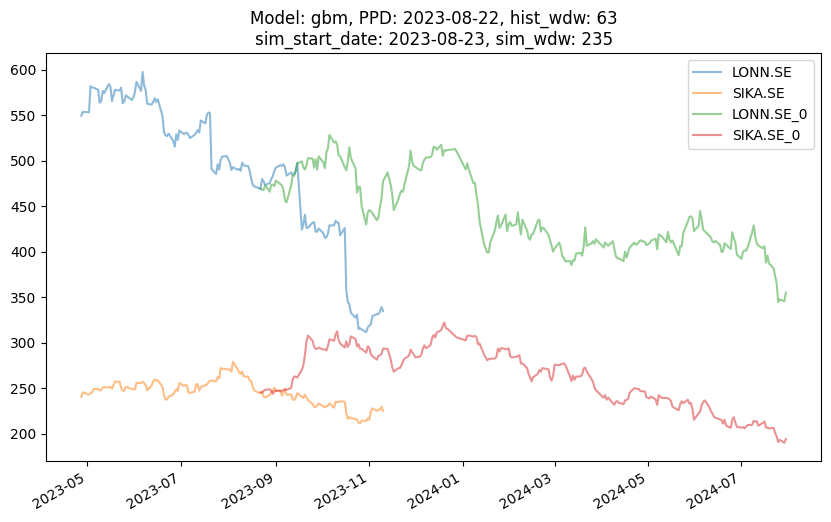 Model: gbm, PPD: 2023-08-22, hist_wdw: 63
sim_start_date: 2023-08-23, sim_wdw: 235
LONN.SE
SIKA.SE
LONN.SE_0
SIKA.SE_0
600
550
500
450
400
350
300
250
200
2023-05
2023-07
2023-09
2023-11
2024-01
2024-03
2024-05
2024-07